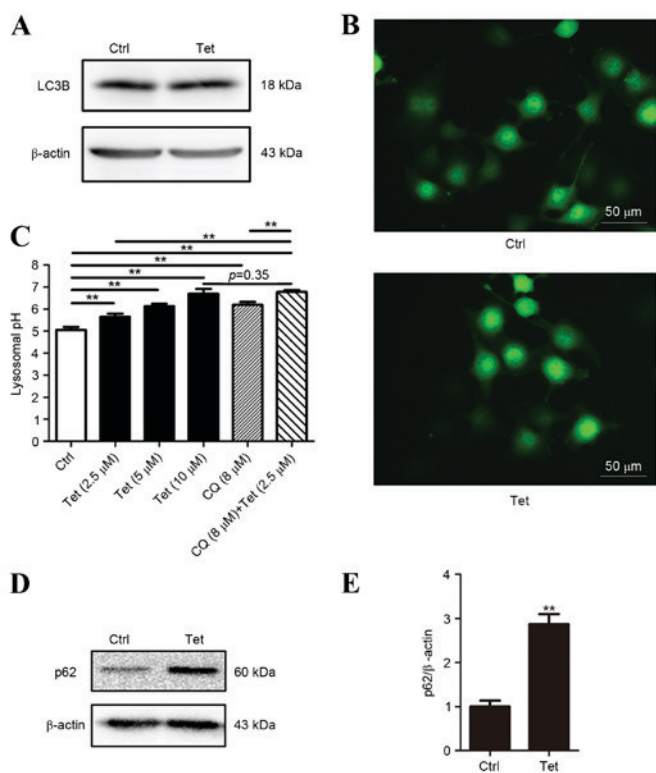 A
Ctrl Tet
LC3B 18 kDa
β-actin 43 kDa
B
50 μm
Ctrl
50 μm
Tet
C
**
**
**
**
** p=0.35
**
**
Lysosomal pH
8
7
6
5
4
3
2
1
0
Ctrl
Tet (2.5 μM)
Tet (5 μM)
Tet (10 μM)
CQ (8 μM)
CQ (8 μM)+Tet (2.5 μM)
D
Ctrl Tet
p62 60 kDa
β-actin 43 kDa
E
p62/β -actin
4
3
2
1
0
**
Ctrl Tet